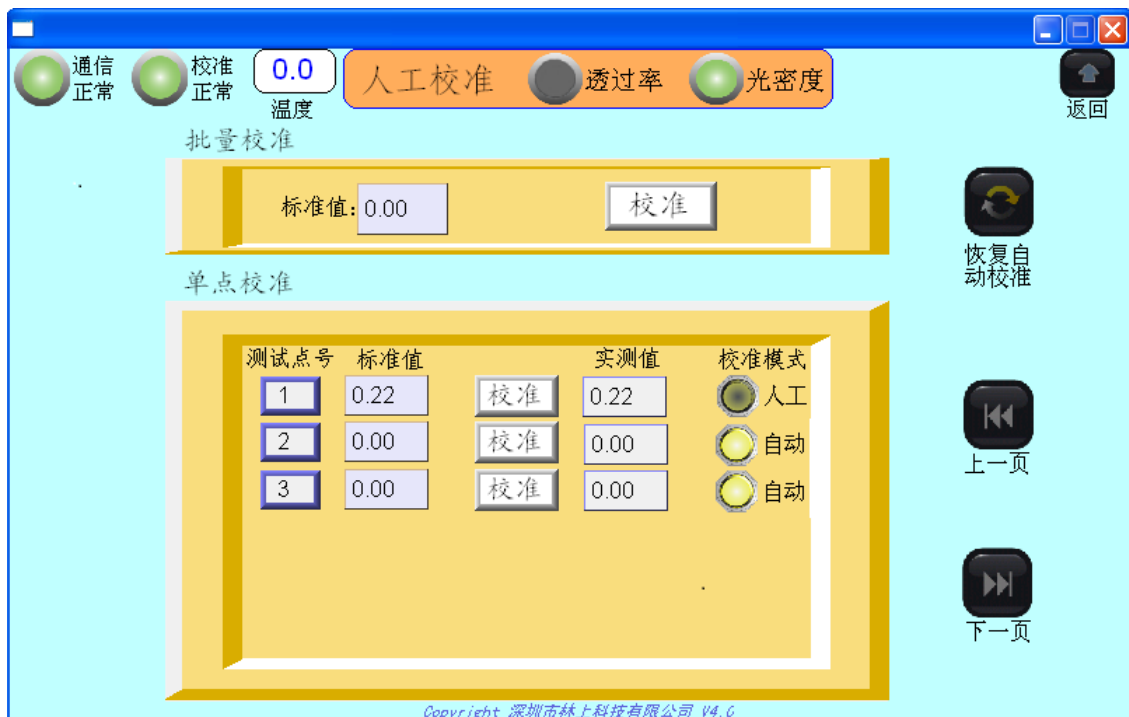 通信
正常
校准
正常
0.0
温度
人工校准
透过率
光密度
返回
批量校准
标准值:
0.00
校准
恢复自
动校准
单点校准
测试点号 标准值 实测值 校准模式
1 0.22 校准 0.22 人工
2 0.00 校准 0.00 自动
3 0.00 校准 0.00 自动
上一页
下一页
Copyright 深圳市林上科技有限公司 V4.0